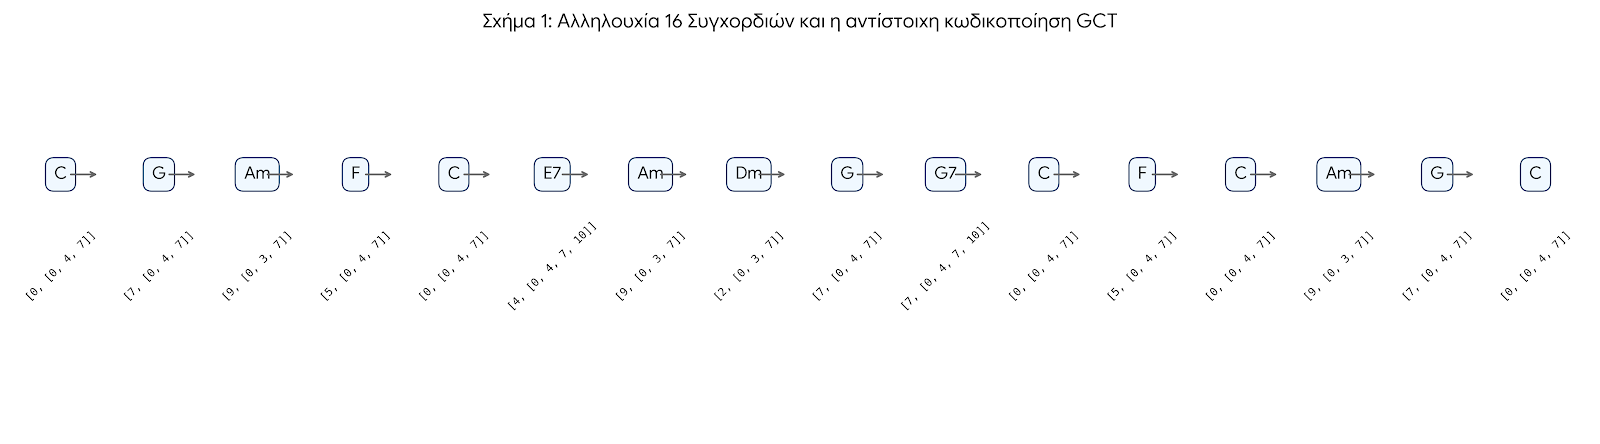 Σχήμα 1: Αλληλουχία 16 Συγχορδιών και η αντίστοιχη κωδικοποίηση GCT
C G Am F C E7 Am Dm G G7 C F C Am G C
[0, [0, 4, 7]] [7, [0, 4, 7]] [9, [0, 3, 7]] [5, [0, 4, 7]] [0, [0, 4, 7]] [4, [0, 4, 7, 10]] [9, [0, 3, 7]] [2, [0, 3, 7]] [7, [0, 4, 7]] [7, [0, 4, 7, 10]] [0, [0, 4, 7]] [5, [0, 4, 7]] [0, [0, 4, 7]] [9, [0, 3, 7]] [7, [0, 4, 7]] [0, [0, 4, 7]]